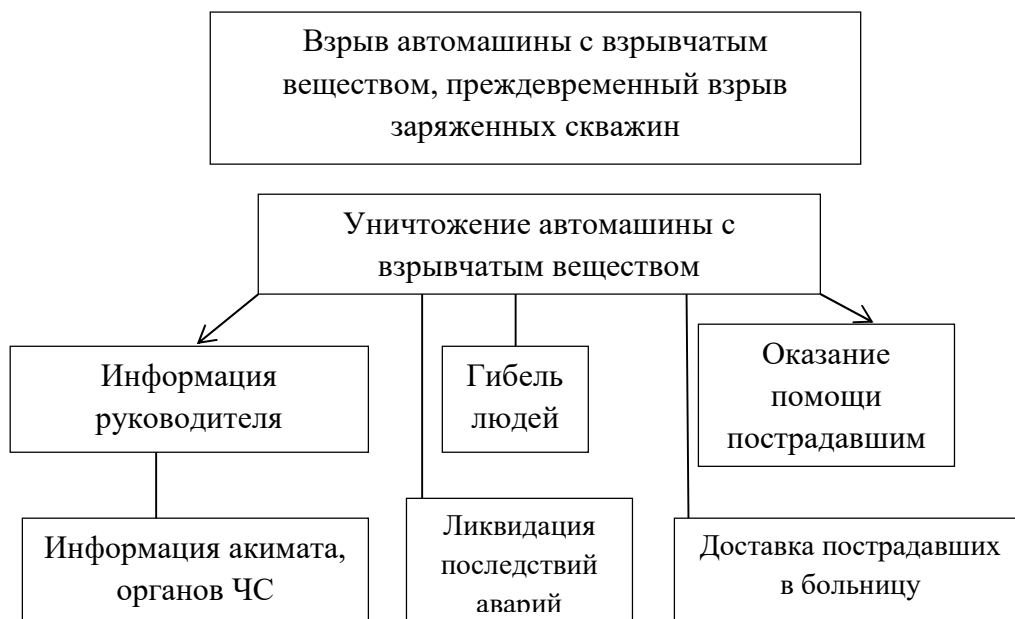 Взрыв автомашины с взрывчатым
веществом, преждевременный взрыв
заряженных скважин
Уничтожение автомашины с
взрывчатым веществом
Информация
руководителя
Гибель
людей
Оказание
помощи
пострадавшим
Информация акимата,
органов ЧС
Ликвидация
последствий
аварий
Доставка пострадавших
в больницу